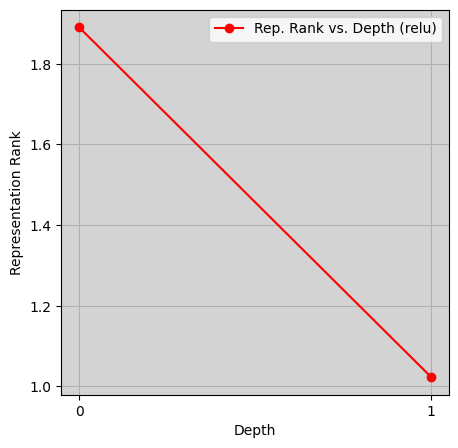 Rep. Rank vs. Depth (relu)
Representation Rank
1.8
1.6
1.4
1.2
1.0
0
1
Depth